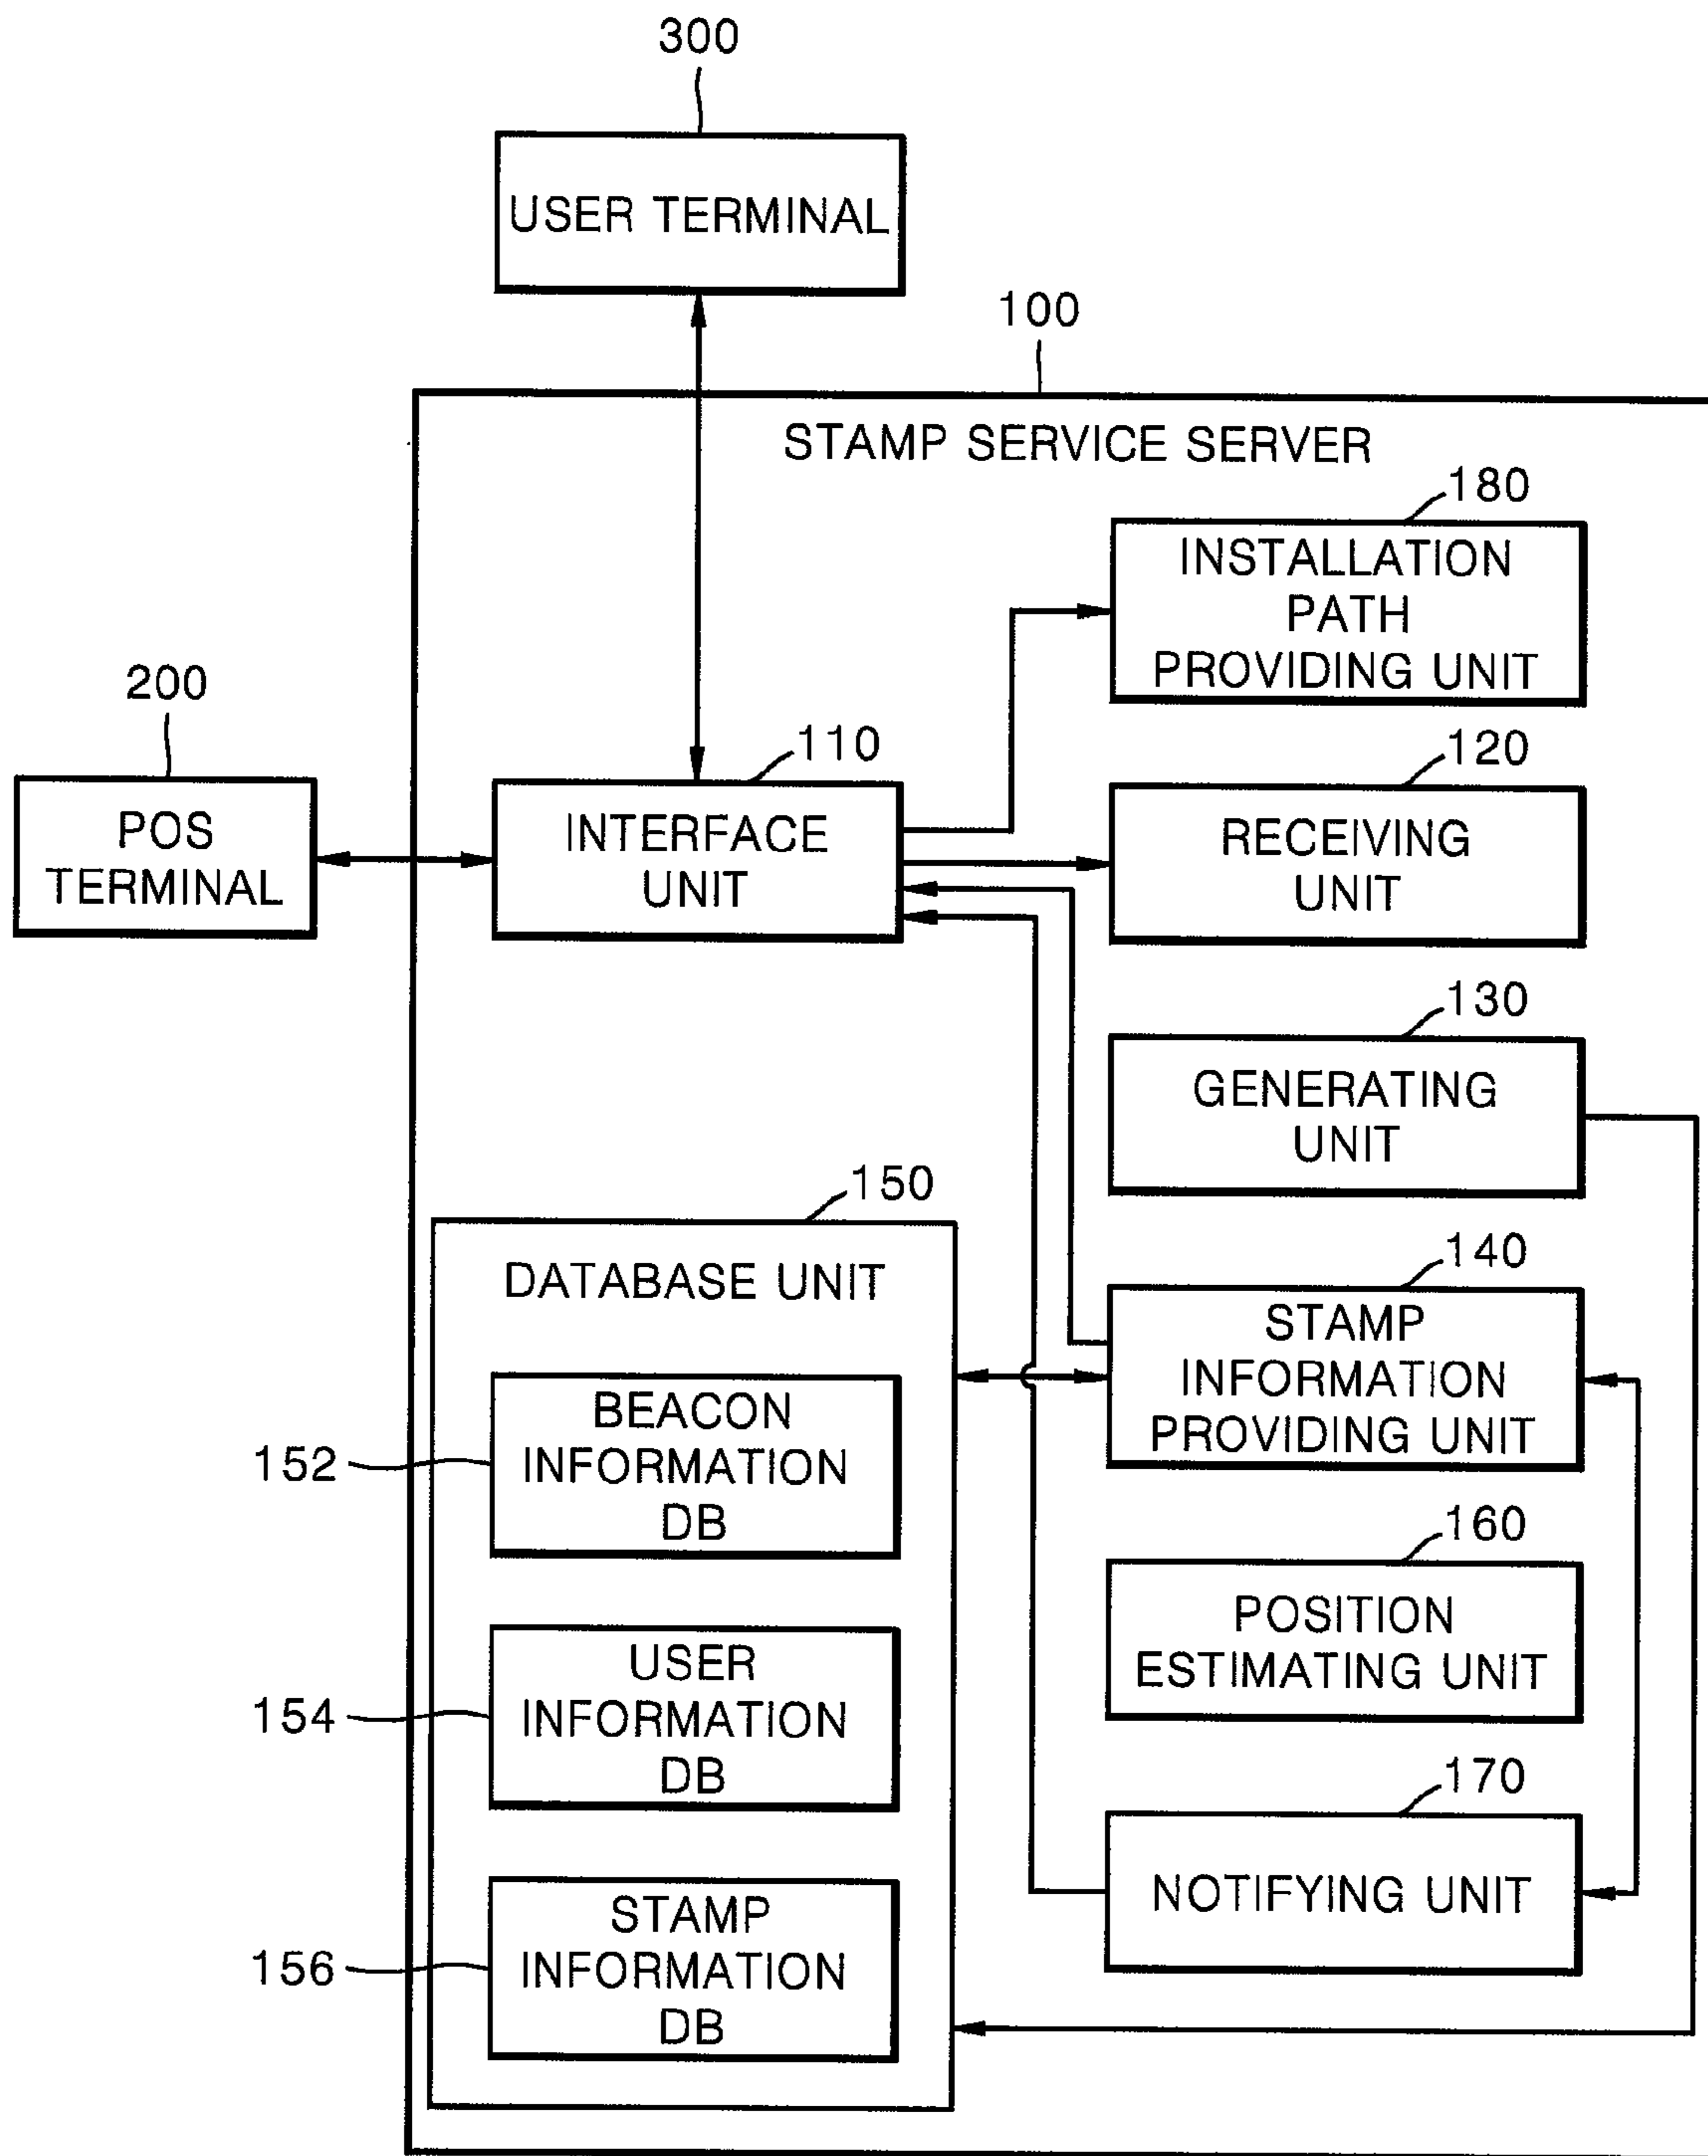 300
USER TERMINAL
100
STAMP SERVICE SERVER
180
INSTALLATION
PATH
PROVIDING UNIT
200
POS
TERMINAL
110
INTERFACE
UNIT
120
RECEIVING
UNIT
130
GENERATING
UNIT
150
DATABASE UNIT
140
STAMP
INFORMATION
PROVIDING UNIT
152
BEACON
INFORMATION
DB
160
POSITION
ESTIMATING UNIT
154
USER
INFORMATION
DB
170
NOTIFYING UNIT
156
STAMP
INFORMATION
DB